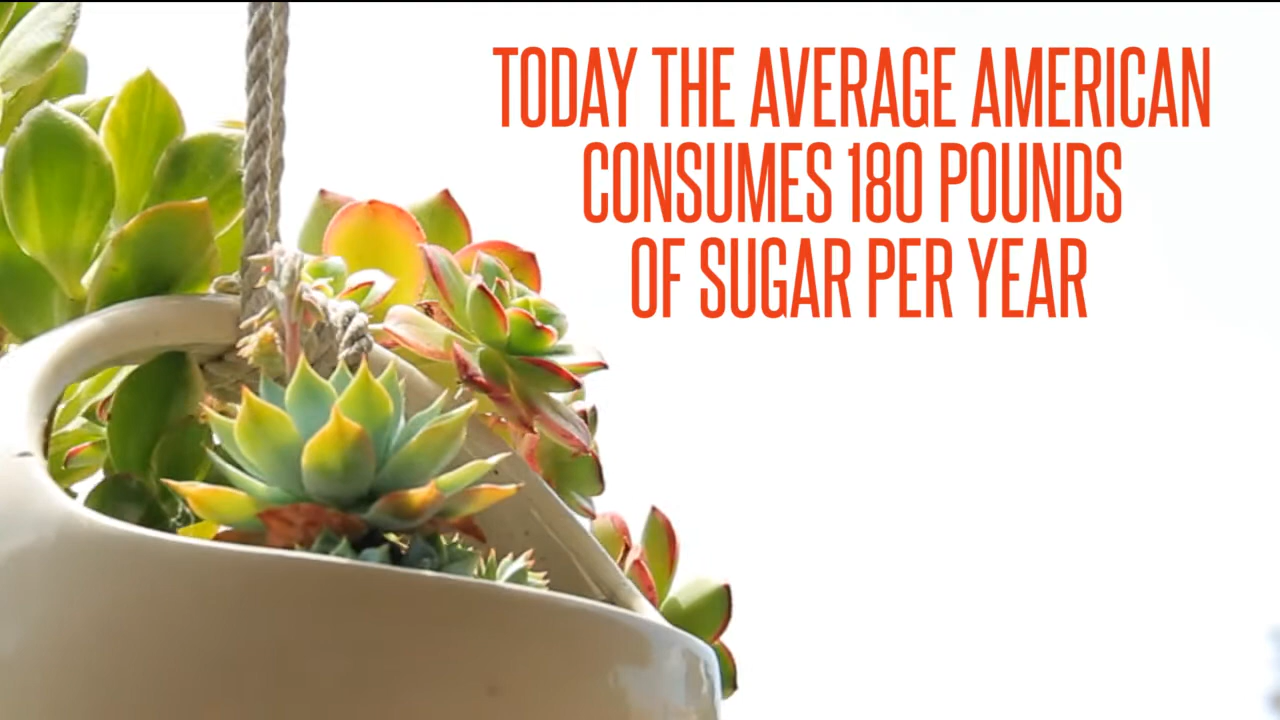 TODAY THE AVERAGE AMERICAN
CONSUMES 180 POUNDS
OF SUGAR PER YEAR